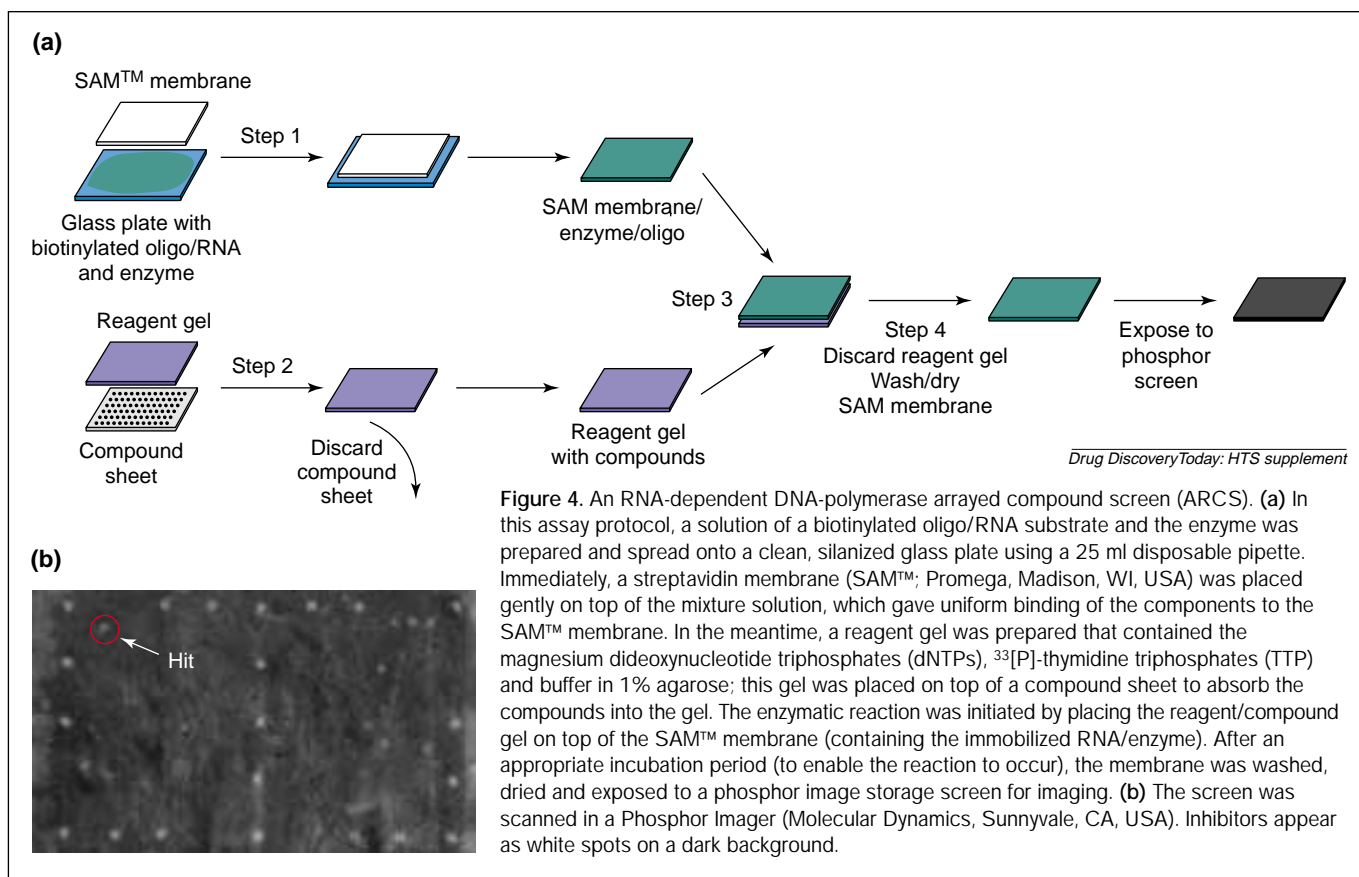 (a)
SAM™ membrane
Step 1
Glass plate with
biotinylated oligo/RNA
and enzyme
SAM membrane/
enzyme/oligo
Reagent gel
Step 2
Compound
sheet
Discard
compound
sheet
Reagent gel
with compounds
Step 3
Step 4
Discard reagent gel
Wash/dry
SAM membrane
Expose to
phosphor
screen
Drug DiscoveryToday: HTS supplement
(b)
Hit
Figure 4. An RNA-dependent DNA-polymerase arrayed compound screen (ARCS). (a) In
this assay protocol, a solution of a biotinylated oligo/RNA substrate and the enzyme was
prepared and spread onto a clean, silanized glass plate using a 25 ml disposable pipette.
Immediately, a streptavidin membrane (SAM™; Promega, Madison, WI, USA) was placed
gently on top of the mixture solution, which gave uniform binding of the components to the
SAM™ membrane. In the meantime, a reagent gel was prepared that contained the
magnesium dideoxynucleotide triphosphates (dNTPs), ³³[P]-thymidine triphosphates (TTP)
and buffer in 1% agarose; this gel was placed on top of a compound sheet to absorb the
compounds into the gel. The enzymatic reaction was initiated by placing the reagent/compound
gel on top of the SAM™ membrane (containing the immobilized RNA/enzyme). After an
appropriate incubation period (to enable the reaction to occur), the membrane was washed,
dried and exposed to a phosphor image storage screen for imaging. (b) The screen was
scanned in a Phosphor Imager (Molecular Dynamics, Sunnyvale, CA, USA). Inhibitors appear
as white spots on a dark background.